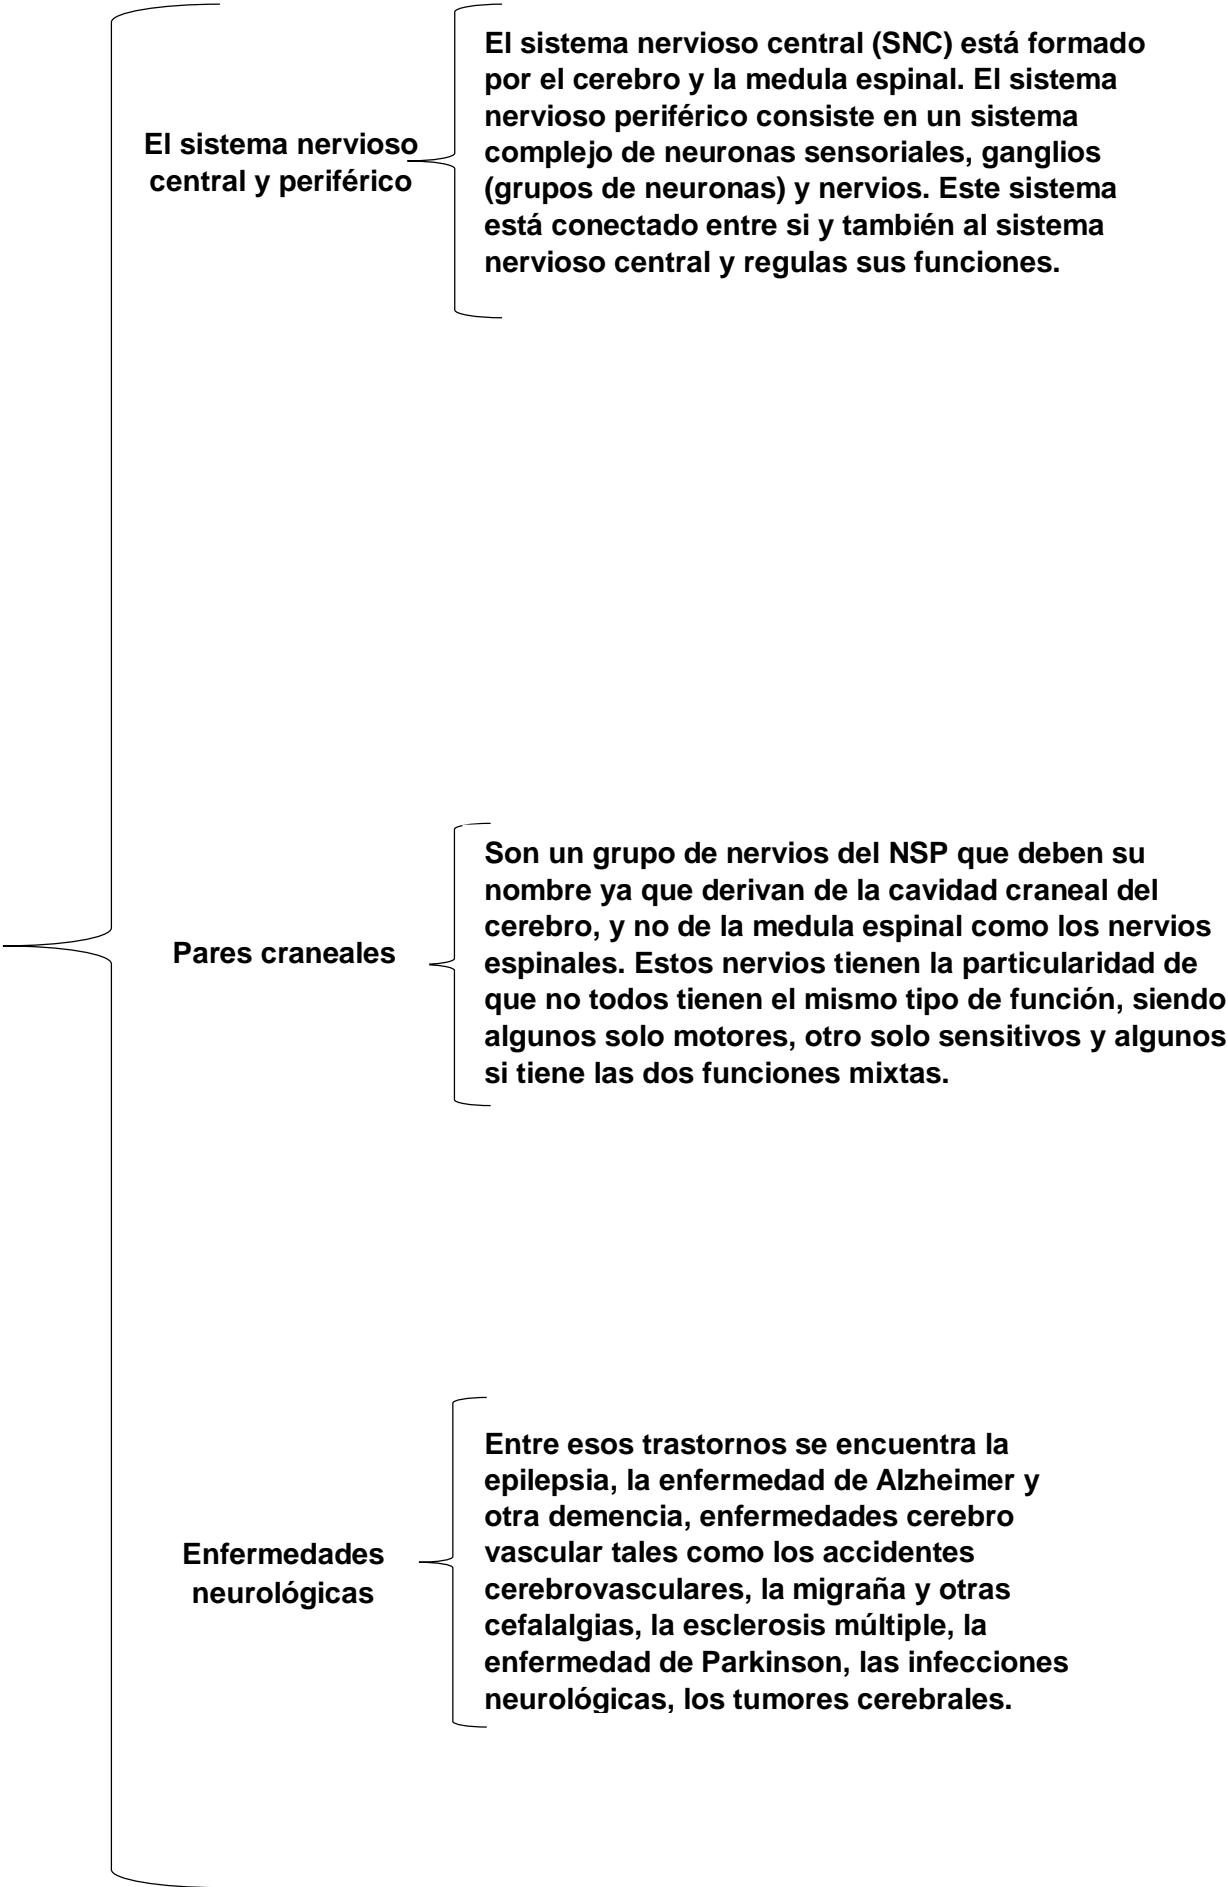 El sistema nervioso
central y periférico
El sistema nervioso central (SNC) está formado
por el cerebro y la medula espinal. El sistema
nervioso periférico consiste en un sistema
complejo de neuronas sensoriales, ganglios
(grupos de neuronas) y nervios. Este sistema
está conectado entre si y también al sistema
nervioso central y regulas sus funciones.
Pares craneales
Son un grupo de nervios del NSP que deben su
nombre ya que derivan de la cavidad craneal del
cerebro, y no de la medula espinal como los nervios
espinales. Estos nervios tienen la particularidad de
que no todos tienen el mismo tipo de función, siendo
algunos solo motores, otro solo sensitivos y algunos
si tiene las dos funciones mixtas.
Enfermedades
neurológicas
Entre esos trastornos se encuentra la
epilepsia, la enfermedad de Alzheimer y
otra demencia, enfermedades cerebro
vascular tales como los accidentes
cerebrovasculares, la migraña y otras
cefalalgias, la esclerosis múltiple, la
enfermedad de Parkinson, las infecciones
neurológicas, los tumores cerebrales.